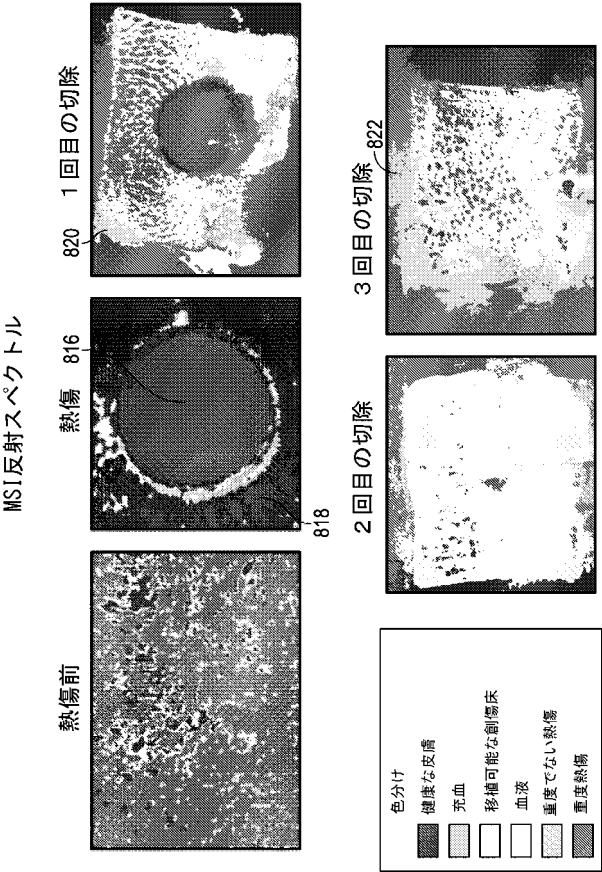 MSI反射スペクトル
熱傷前
熱傷
816
818
1回目の切除
820
色分け
健康な皮膚
充血
移植可能な創傷床
血液
重度でない熱傷
重度熱傷
2回目の切除
3回目の切除
822